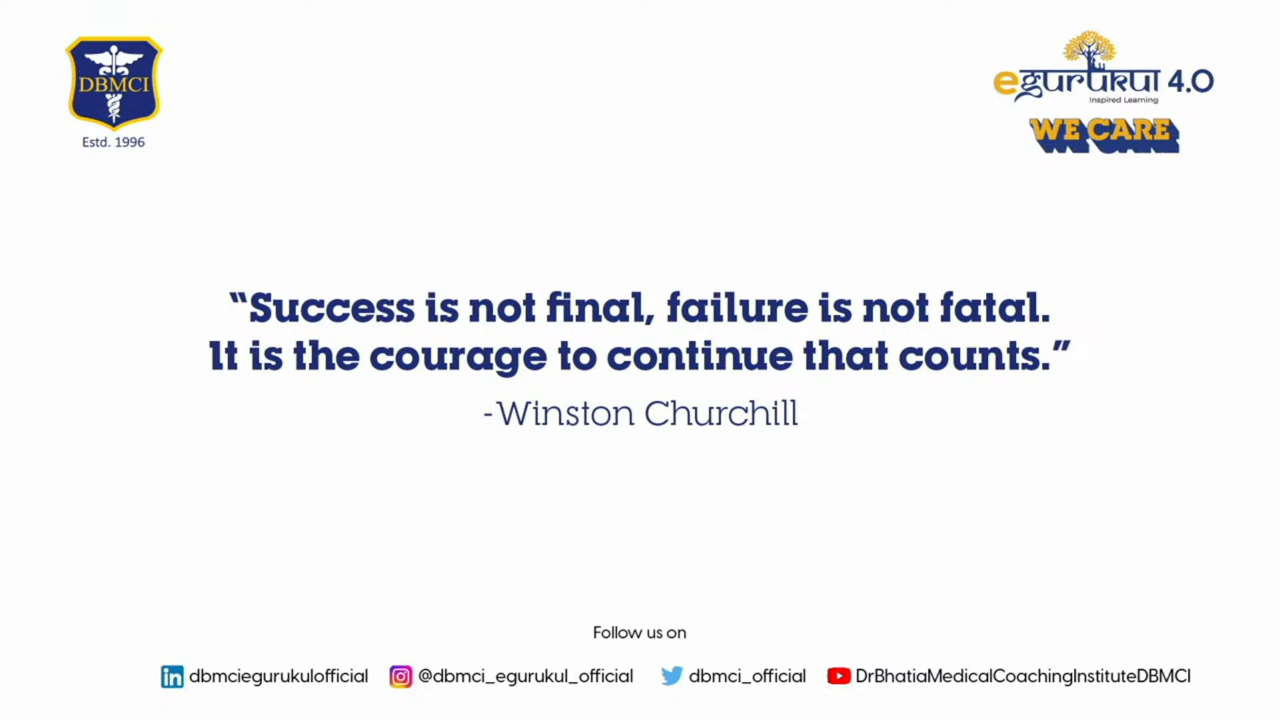 DBMCI
Estd. 1996
egurukul 4.0
Inspired Learning
WE CARE
“Success is not final, failure is not fatal.
It is the courage to continue that counts.”
-Winston Churchill
Follow us on
dbmciegurukulofficial
@dbmci_egurukul_official
dbmci_official
DrBhatiaMedicalCoachingInstituteDBMCI